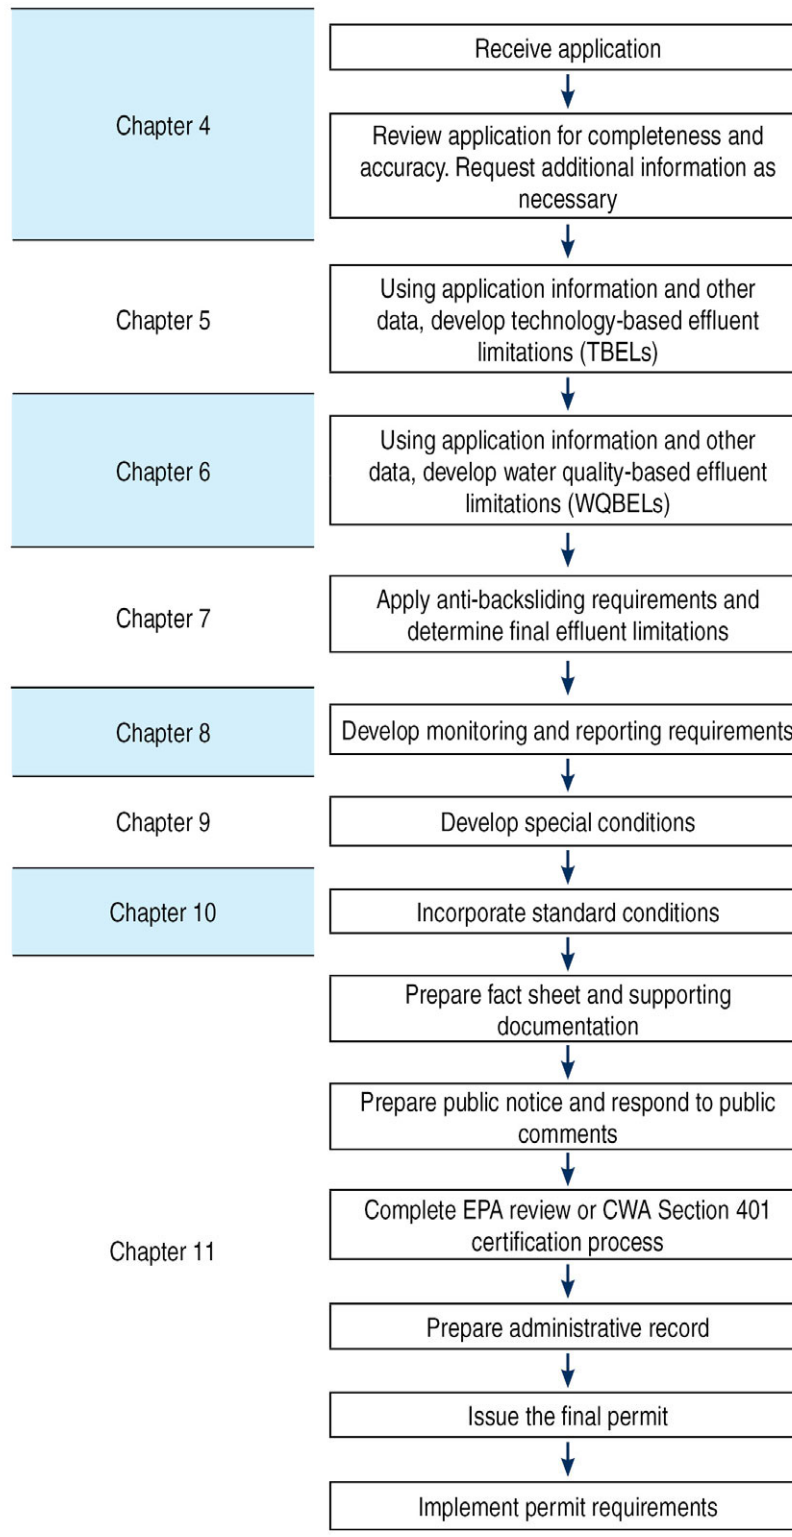 Chapter 4
Receive application
Review application for completeness and
accuracy. Request additional information as
necessary
Chapter 5
Using application information and other
data, develop technology-based effluent
limitations (TBELs)
Chapter 6
Using application information and other
data, develop water quality-based effluent
limitations (WQBELs)
Chapter 7
Apply anti-backsliding requirements and
determine final effluent limitations
Chapter 8
Develop monitoring and reporting requirements
Chapter 9
Develop special conditions
Chapter 10
Incorporate standard conditions
Chapter 11
Prepare fact sheet and supporting
documentation
Prepare public notice and respond to public
comments
Complete EPA review or CWA Section 401
certification process
Prepare administrative record
Issue the final permit
Implement permit requirements